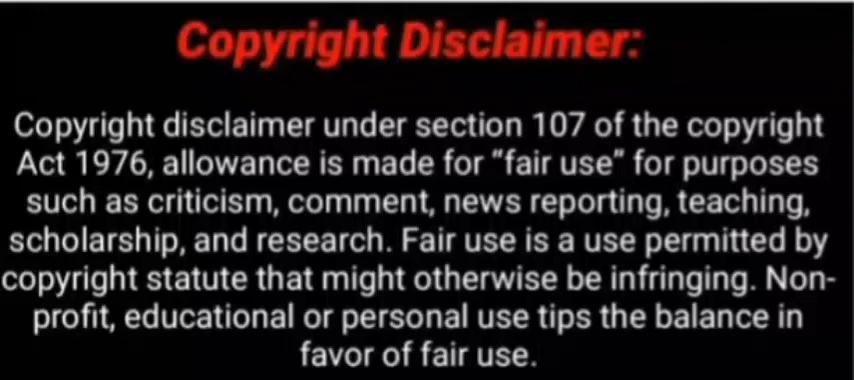 Copyright Disclaimer:
Copyright disclaimer under section 107 of the copyright
Act 1976, allowance is made for “fair use” for purposes
such as criticism, comment, news reporting, teaching,
scholarship, and research. Fair use is a use permitted by
copyright statute that might otherwise be infringing. Non-
profit, educational or personal use tips the balance in
favor of fair use.